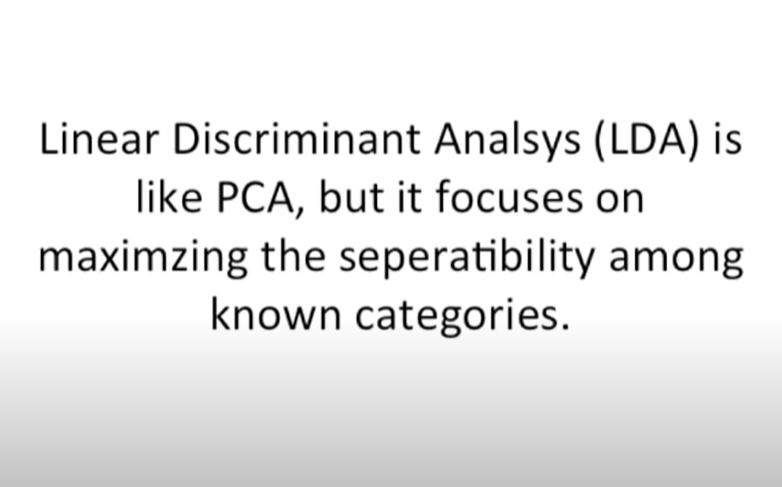 Linear Discriminant Analsys (LDA) is
like PCA, but it focuses on
maximzing the seperatibility among
known categories.